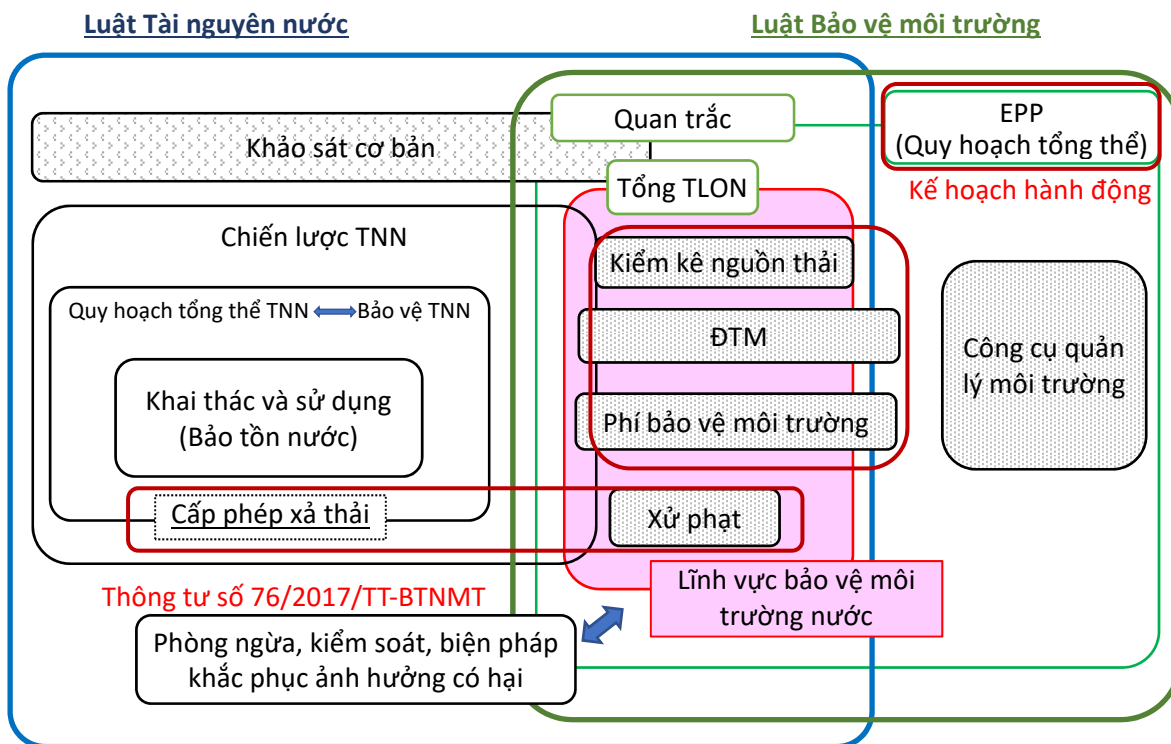 Luật Tài nguyên nước
Luật Bảo vệ môi trường
Quan trắc
EPP
(Quy hoạch tổng thể)
Khảo sát cơ bản
Tổng TLON
Kế hoạch hành động
Chiến lược TNN
Kiểm kê nguồn thải
Quy hoạch tổng thể TNN
Bảo vệ TNN
ĐTM
Công cụ quản
lý môi trường
Khai thác và sử dụng
(Bảo tồn nước)
Phí bảo vệ môi trường
Cấp phép xả thải
Xử phạt
Thông tư số 76/2017/TT-BTNMT
Lĩnh vực bảo vệ môi
trường nước
Phòng ngừa, kiểm soát, biện pháp
khắc phục ảnh hưởng có hại